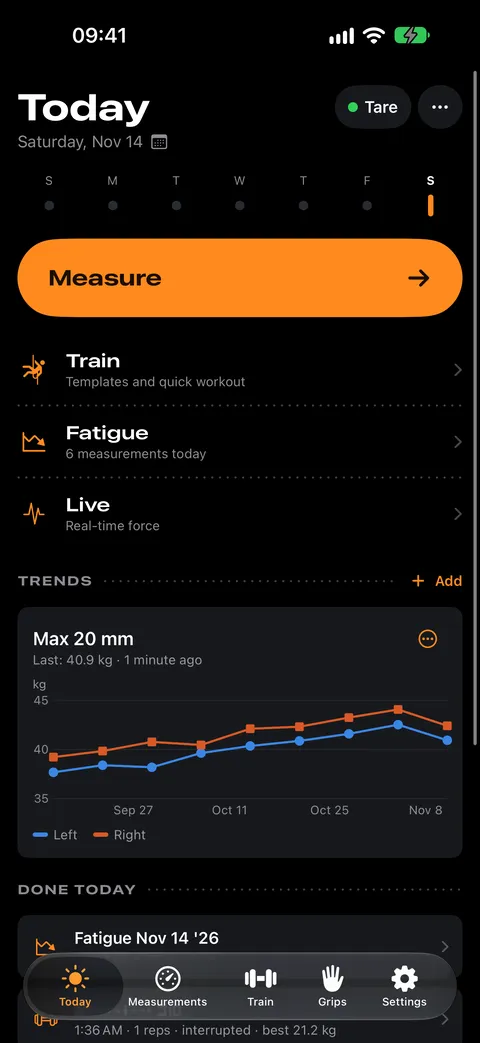 09:41
Today
Tare
Saturday, Nov 14
S M T W T F S
Measure
Train
Templates and quick workout
Fatigue
6 measurements today
Live
Real-time force
TRENDS
+ Add
Max 20 mm
Last: 40.9 kg · 1 minute ago
kg
45
40
35
Sep 27 Oct 11 Oct 25 Nov 8
Left Right
DONE TODAY
Fatigue Nov 14 '26
Today Measurements Train Grips Settings
1:36 AM · 1 reps · interrupted · best 21.2 kg